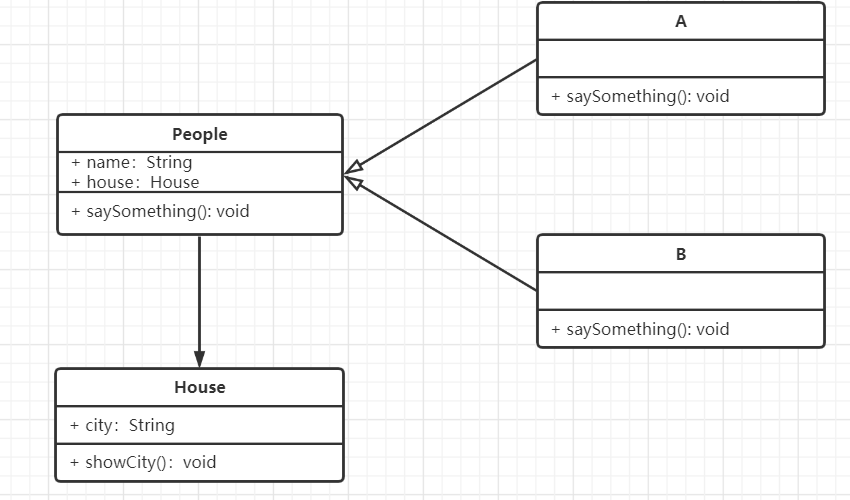 People
+ name：String
+ house：House
+ saySomething(): void
House
+ city：String
+ showCity()：void
A
+ saySomething(): void
B
+ saySomething(): void